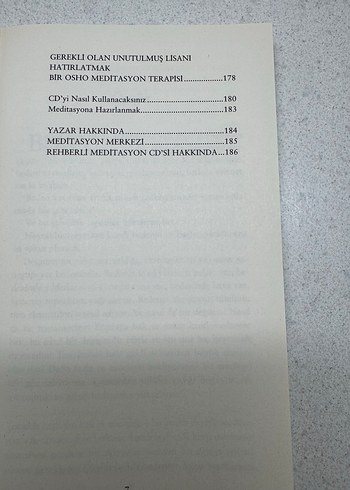 GEREKLİ OLAN UNUTULMUŞ LİSANI
HATIRLATMAK
BİR OSHO MEDİTASYON TERAPİSİ..................178
CD'yi Nasıl Kullanacaksınız.............................180
Meditasyona Hazırlanmak................................183
YAZAR HAKKINDA......................................184
MEDİTASYON MERKEZİ..............................185
REHBERLİ MEDİTASYON CD'Sİ HAKKINDA...186
7